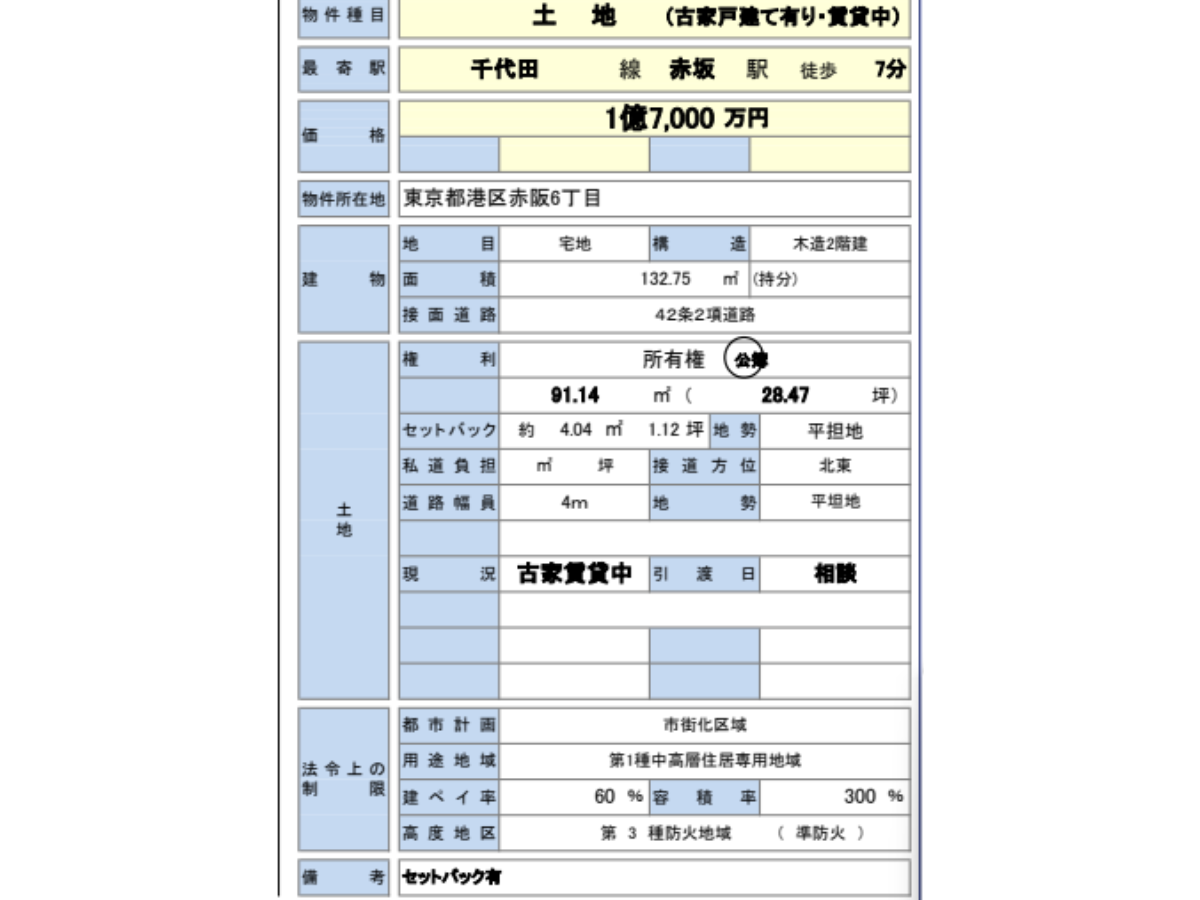 物件種目 土 地 （古家戸建て有り・賃貸中）
最寄駅 千代田 線 赤坂 駅 徒歩 7分
価格 1億7,000 万円
物件所在地 東京都港区赤阪6丁目
建物
地目 宅地 構造 木造2階建
面積 132.75 ㎡ (持分)
接面道路 42条2項道路
土地
権利 所有権 公簿
91.14 ㎡ ( 28.47 坪)
セットバック 約 4.04 ㎡ 1.12 坪 地勢 平担地
私道負担 ㎡ 坪 接道方位 北東
道路幅員 4m 地勢 平坦地
現況 古家賃貸中 引渡日 相談
法令上の制限
都市計画 市街化区域
用途地域 第1種中高層住居専用地域
建ペイ率 60 % 容積率 300 %
高度地区 第 3 種防火地域 （ 準防火 ）
備考 セットバック有